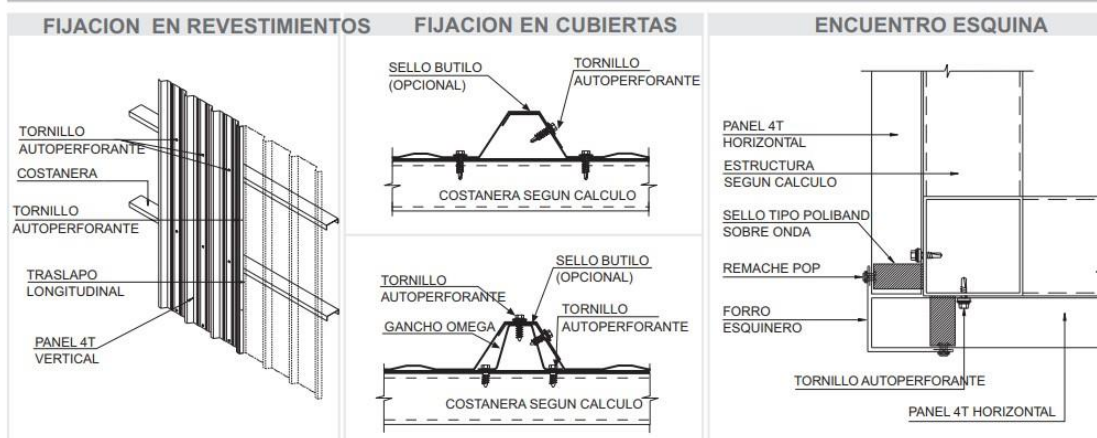 FIJACION EN REVESTIMIENTOS
TORNILLO
AUTOPERFORANTE
COSTANERA
TORNILLO
AUTOPERFORANTE
TRASLAPO
LONGITUDINAL
PANEL 4T
VERTICAL
FIJACION EN CUBIERTAS
SELLO BUTILO
(OPCIONAL)
TORNILLO
AUTOPERFORANTE
COSTANERA SEGUN CALCULO
TORNILLO
AUTOPERFORANTE
SELLO BUTILO
(OPCIONAL)
GANCHO OMEGA
TORNILLO
AUTOPERFORANTE
COSTANERA SEGUN CALCULO
ENCUENTRO ESQUINA
PANEL 4T
HORIZONTAL
ESTRUCTURA
SEGUN CALCULO
SELLO TIPO POLIBAND
SOBRE ONDA
REMACHE POP
FORRO
ESQUINERO
TORNILLO AUTOPERFORANTE
PANEL 4T HORIZONTAL